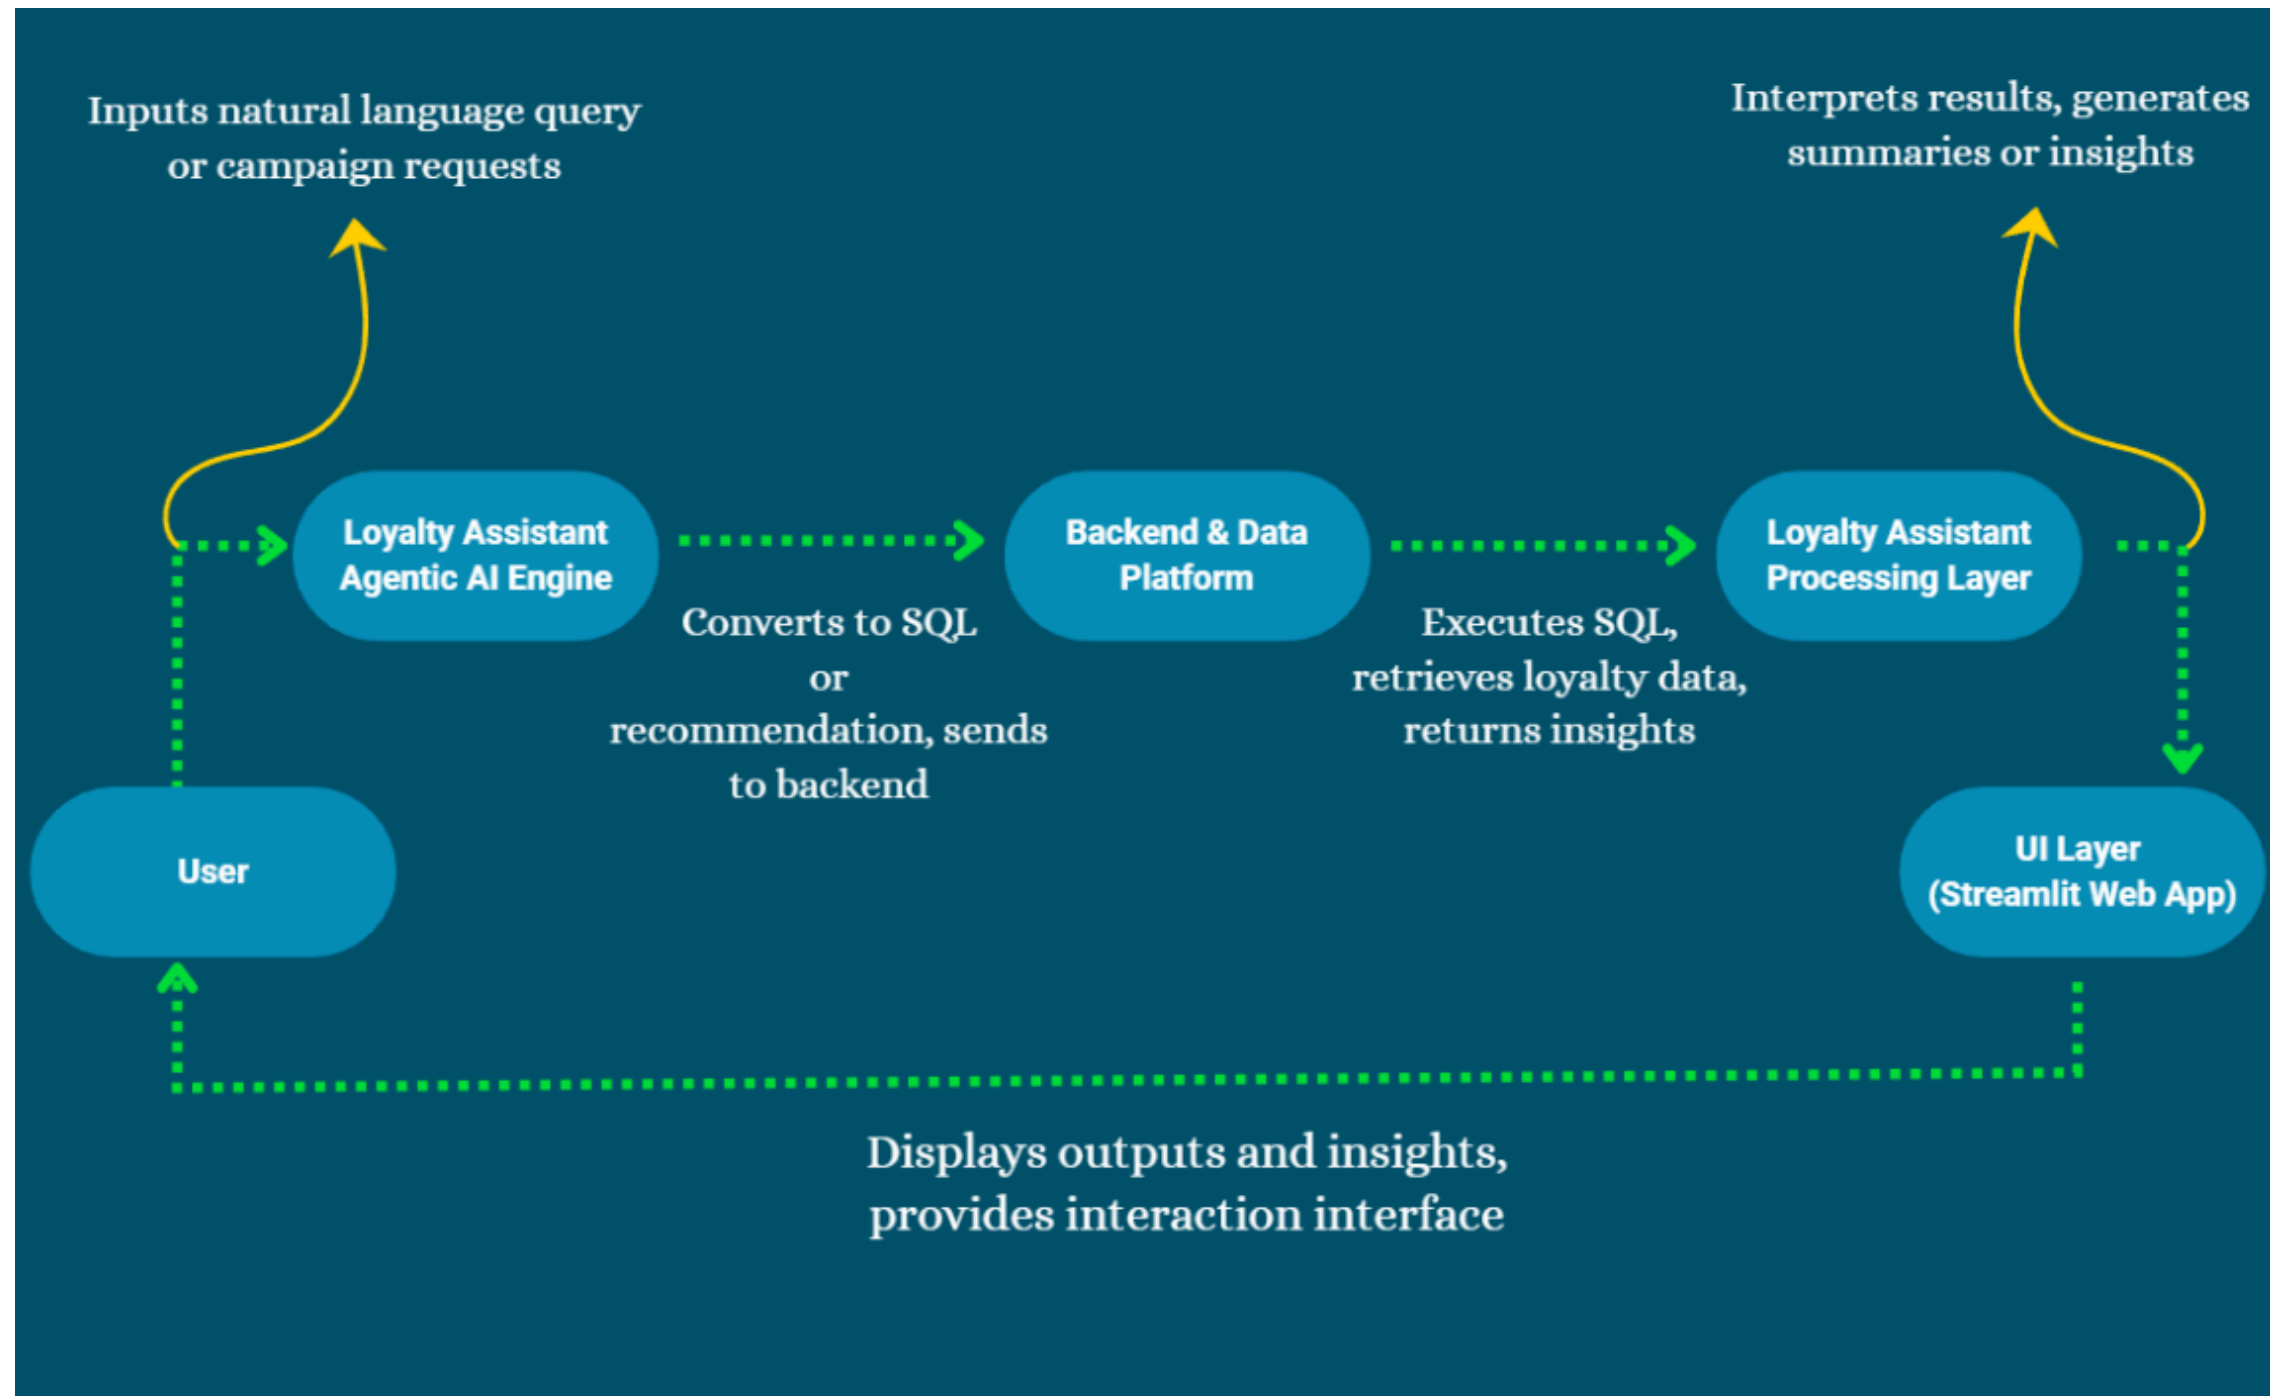 Inputs natural language query
or campaign requests
Interprets results, generates
summaries or insights
Loyalty Assistant
Agentic AI Engine
Converts to SQL
or
recommendation, sends
to backend
Backend & Data
Platform
Executes SQL,
retrieves loyalty data,
returns insights
Loyalty Assistant
Processing Layer
User
UI Layer
(Streamlit Web App)
Displays outputs and insights,
provides interaction interface